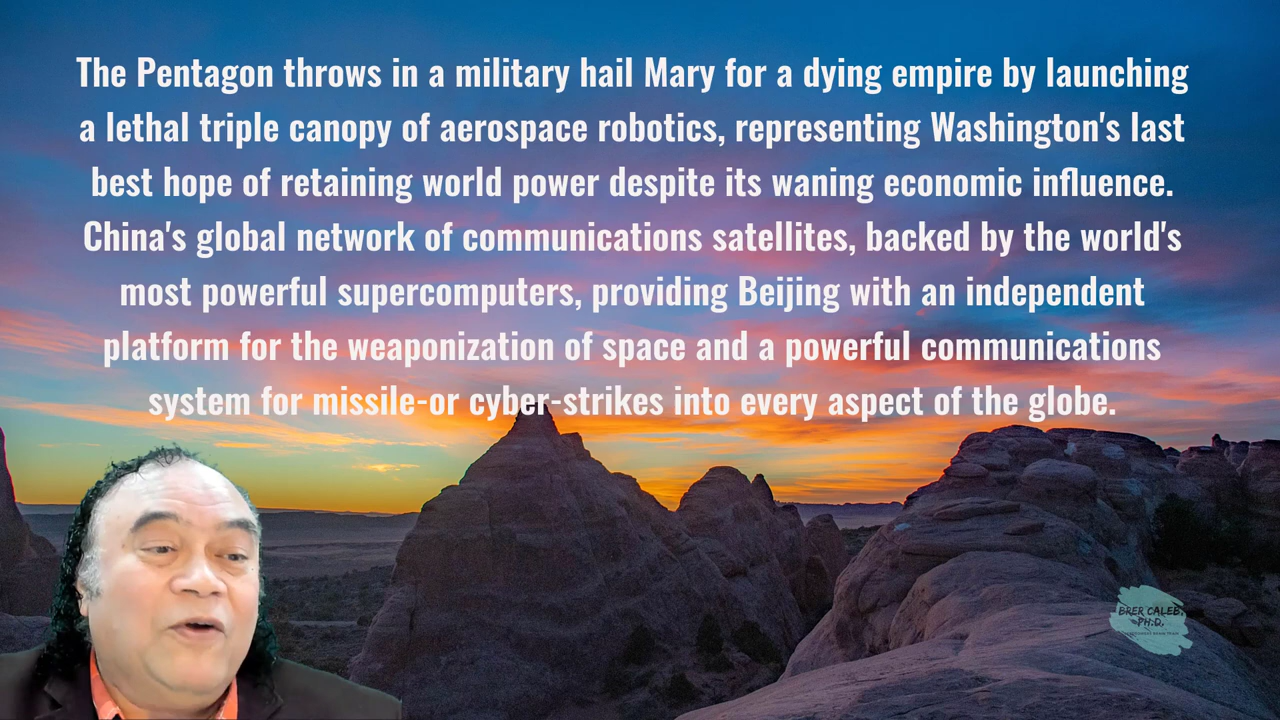 The Pentagon throws in a military hail Mary for a dying empire by launching
a lethal triple canopy of aerospace robotics, representing Washington's last
best hope of retaining world power despite its waning economic influence.
China's global network of communications satellites, backed by the world's
most powerful supercomputers, providing Beijing with an independent
platform for the weaponization of space and a powerful communications
system for missile-or cyber-strikes into every aspect of the globe.
BRER CALEB,
PH.D.